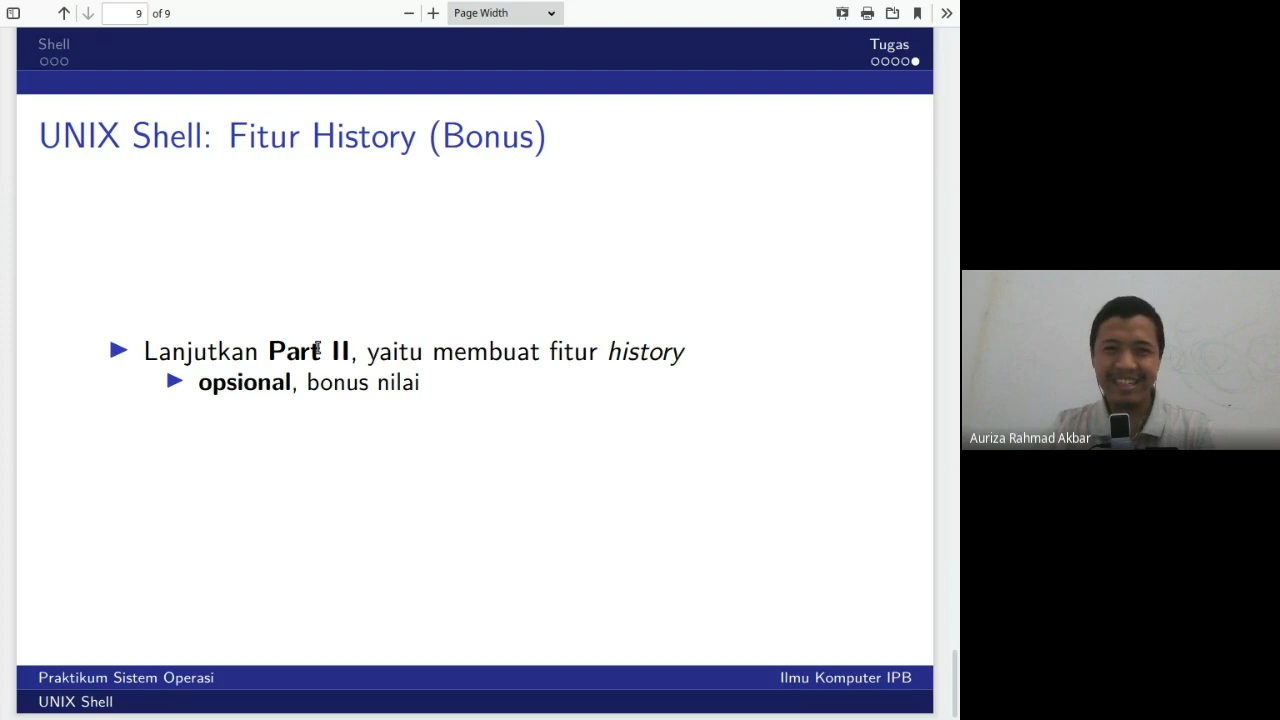 9 of 9
Page Width
Shell
Tugas
UNIX Shell: Fitur History (Bonus)
Lanjutkan Part II, yaitu membuat fitur history
opsional, bonus nilai
Auriza Rahmad Akbar
Praktikum Sistem Operasi
Ilmu Komputer IPB
UNIX Shell